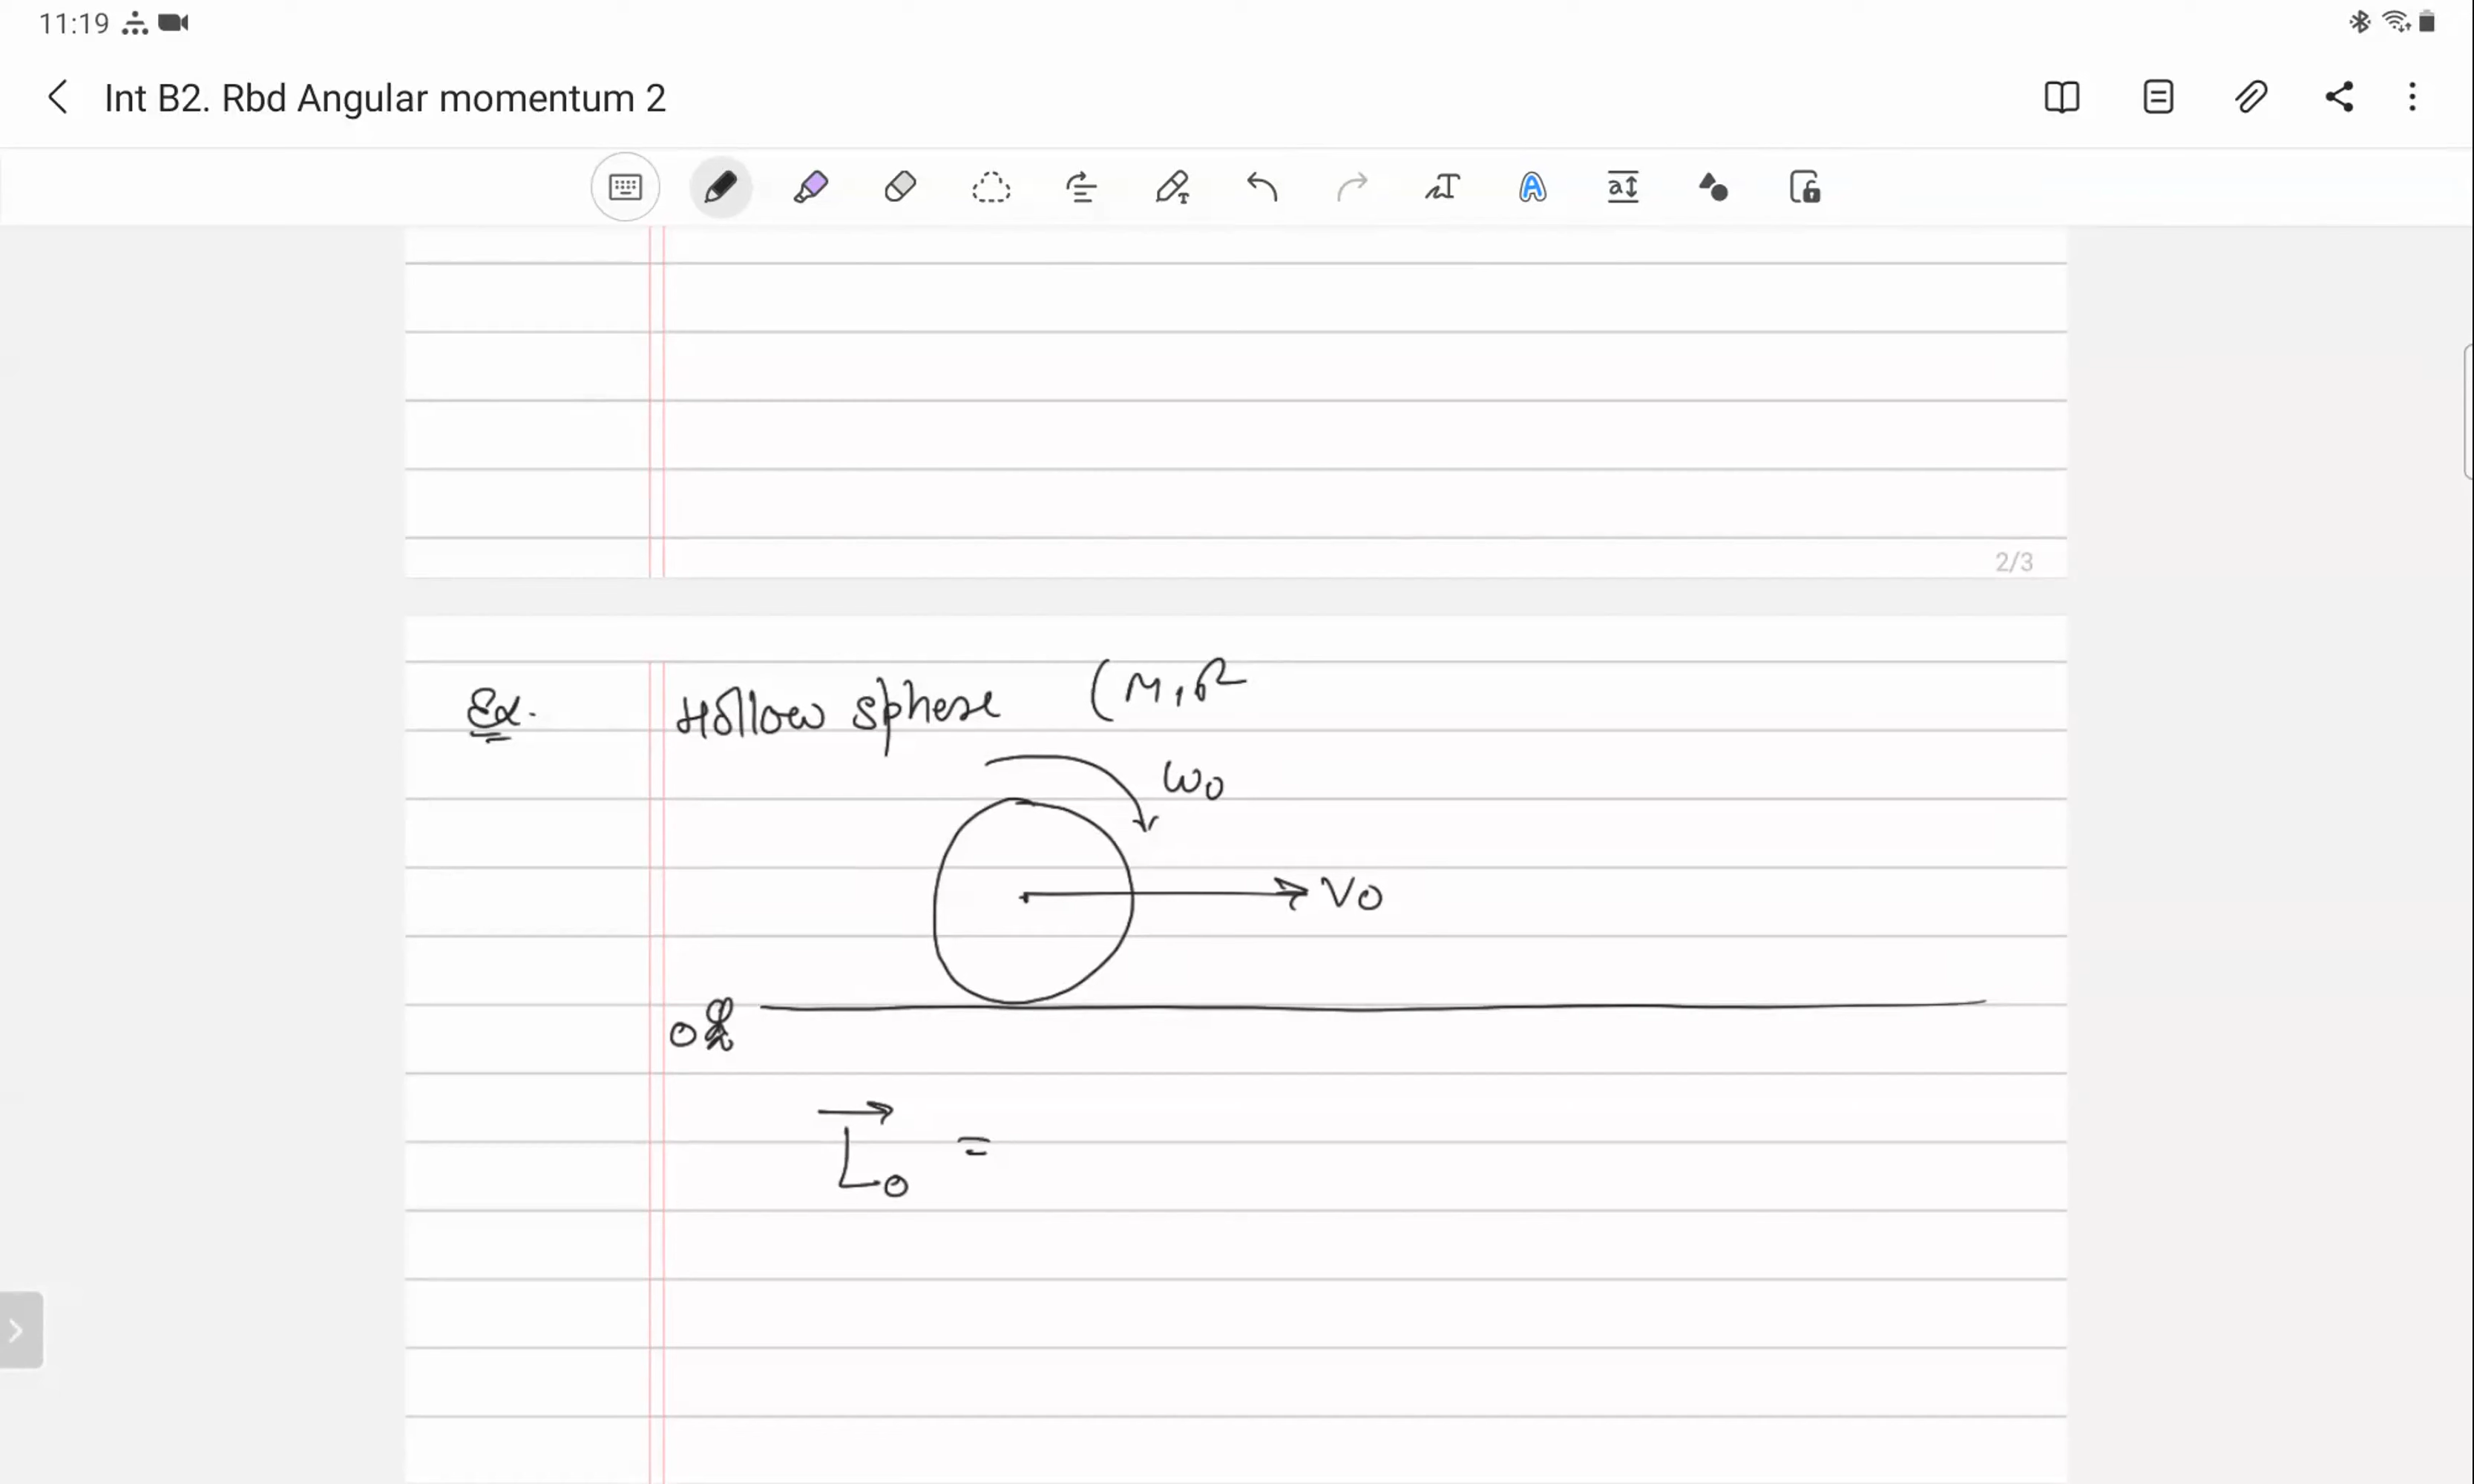 11:19
Int B2. Rbd Angular momentum 2
2/3
Ex. Hollow sphere (M, R
ω0
v0
L0 =